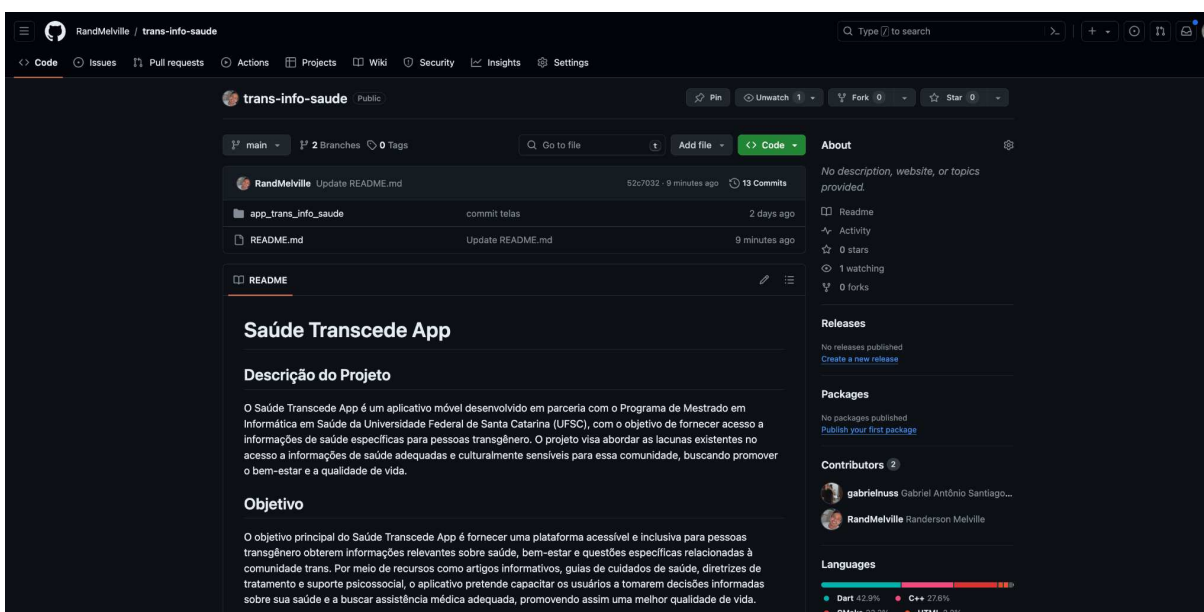 RandMelville / trans-info-saude
Type / to search
Code Issues Pull requests Actions Projects Wiki Security Insights Settings
trans-info-saude Public
Pin Unwatch 1 Fork 0 Star 0
main 2 Branches 0 Tags
Go to file t Add file Code
RandMelville Update README.md 52c7032 · 9 minutes ago 13 Commits
app_trans_info_saude commit telas 2 days ago
README.md Update README.md 9 minutes ago
README
Saúde Transcede App
Descrição do Projeto
O Saúde Transcede App é um aplicativo móvel desenvolvido em parceria com o Programa de Mestrado em
Informática em Saúde da Universidade Federal de Santa Catarina (UFSC), com o objetivo de fornecer acesso a
informações de saúde específicas para pessoas transgênero. O projeto visa abordar as lacunas existentes no
acesso a informações de saúde adequadas e culturalmente sensíveis para essa comunidade, buscando promover
o bem-estar e a qualidade de vida.
Objetivo
O objetivo principal do Saúde Transcede App é fornecer uma plataforma acessível e inclusiva para pessoas
transgênero obterem informações relevantes sobre saúde, bem-estar e questões específicas relacionadas à
comunidade trans. Por meio de recursos como artigos informativos, guias de cuidados de saúde, diretrizes de
tratamento e suporte psicossocial, o aplicativo pretende capacitar os usuários a tomarem decisões informadas
sobre sua saúde e a buscar assistência médica adequada, promovendo assim uma melhor qualidade de vida.
About
No description, website, or topics
provided.
Readme
Activity
0 stars
1 watching
0 forks
Releases
No releases published
Create a new release
Packages
No packages published
Publish your first package
Contributors 2
gabrielnuss Gabriel Antônio Santiago...
RandMelville Randerson Melville
Languages
Dart 42.9% C++ 27.6%